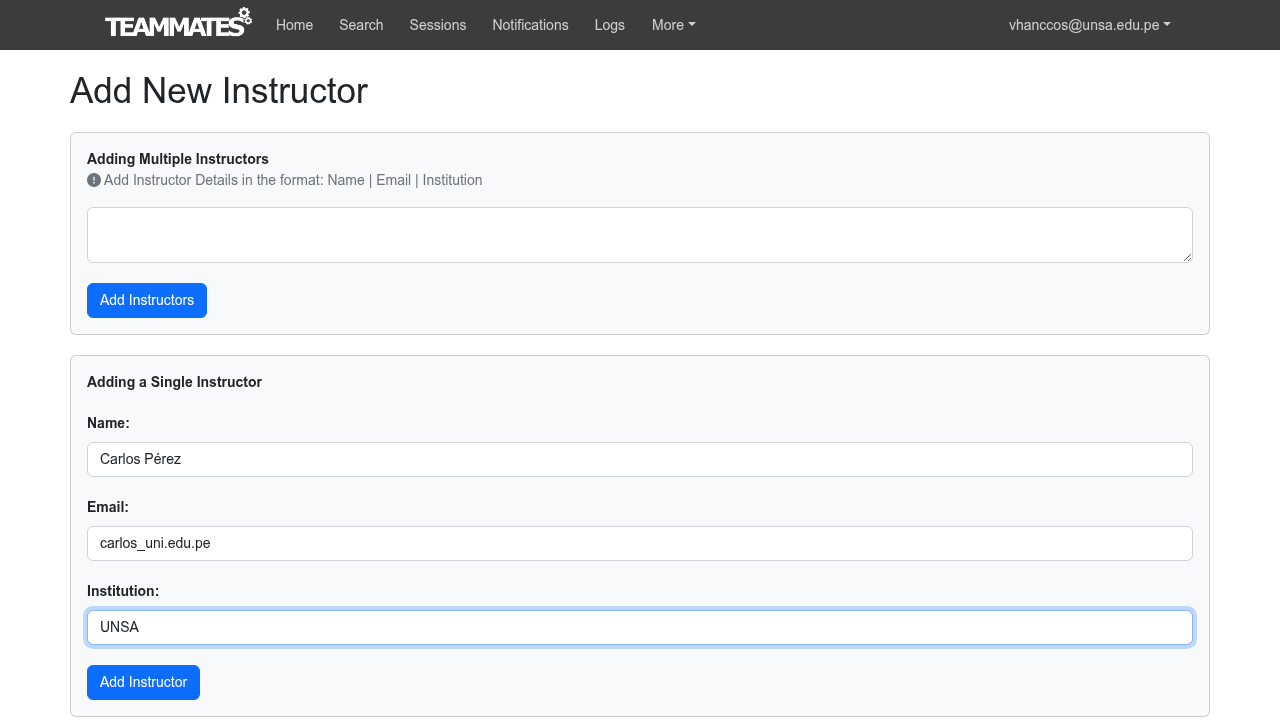 TEAMMATES Home Search Sessions Notifications Logs More vhanccos@unsa.edu.pe
Add New Instructor
Adding Multiple Instructors
Add Instructor Details in the format: Name | Email | Institution
Add Instructors
Adding a Single Instructor
Name:
Carlos Pérez
Email:
carlos_uni.edu.pe
Institution:
UNSA
Add Instructor